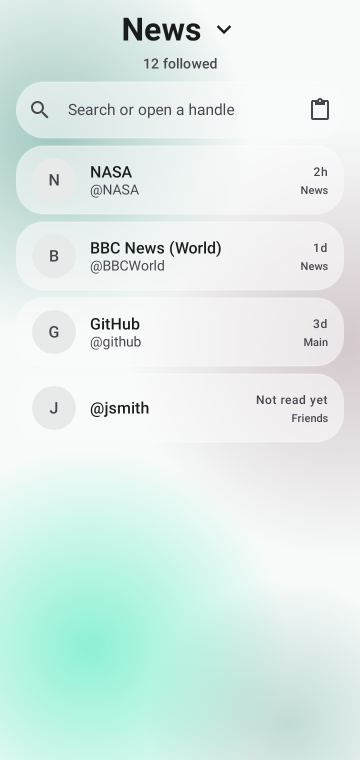 News
12 followed
Search or open a handle
N
NASA
@NASA
2h
News
B
BBC News (World)
@BBCWorld
1d
News
G
GitHub
@github
3d
Main
J
@jsmith
Not read yet
Friends